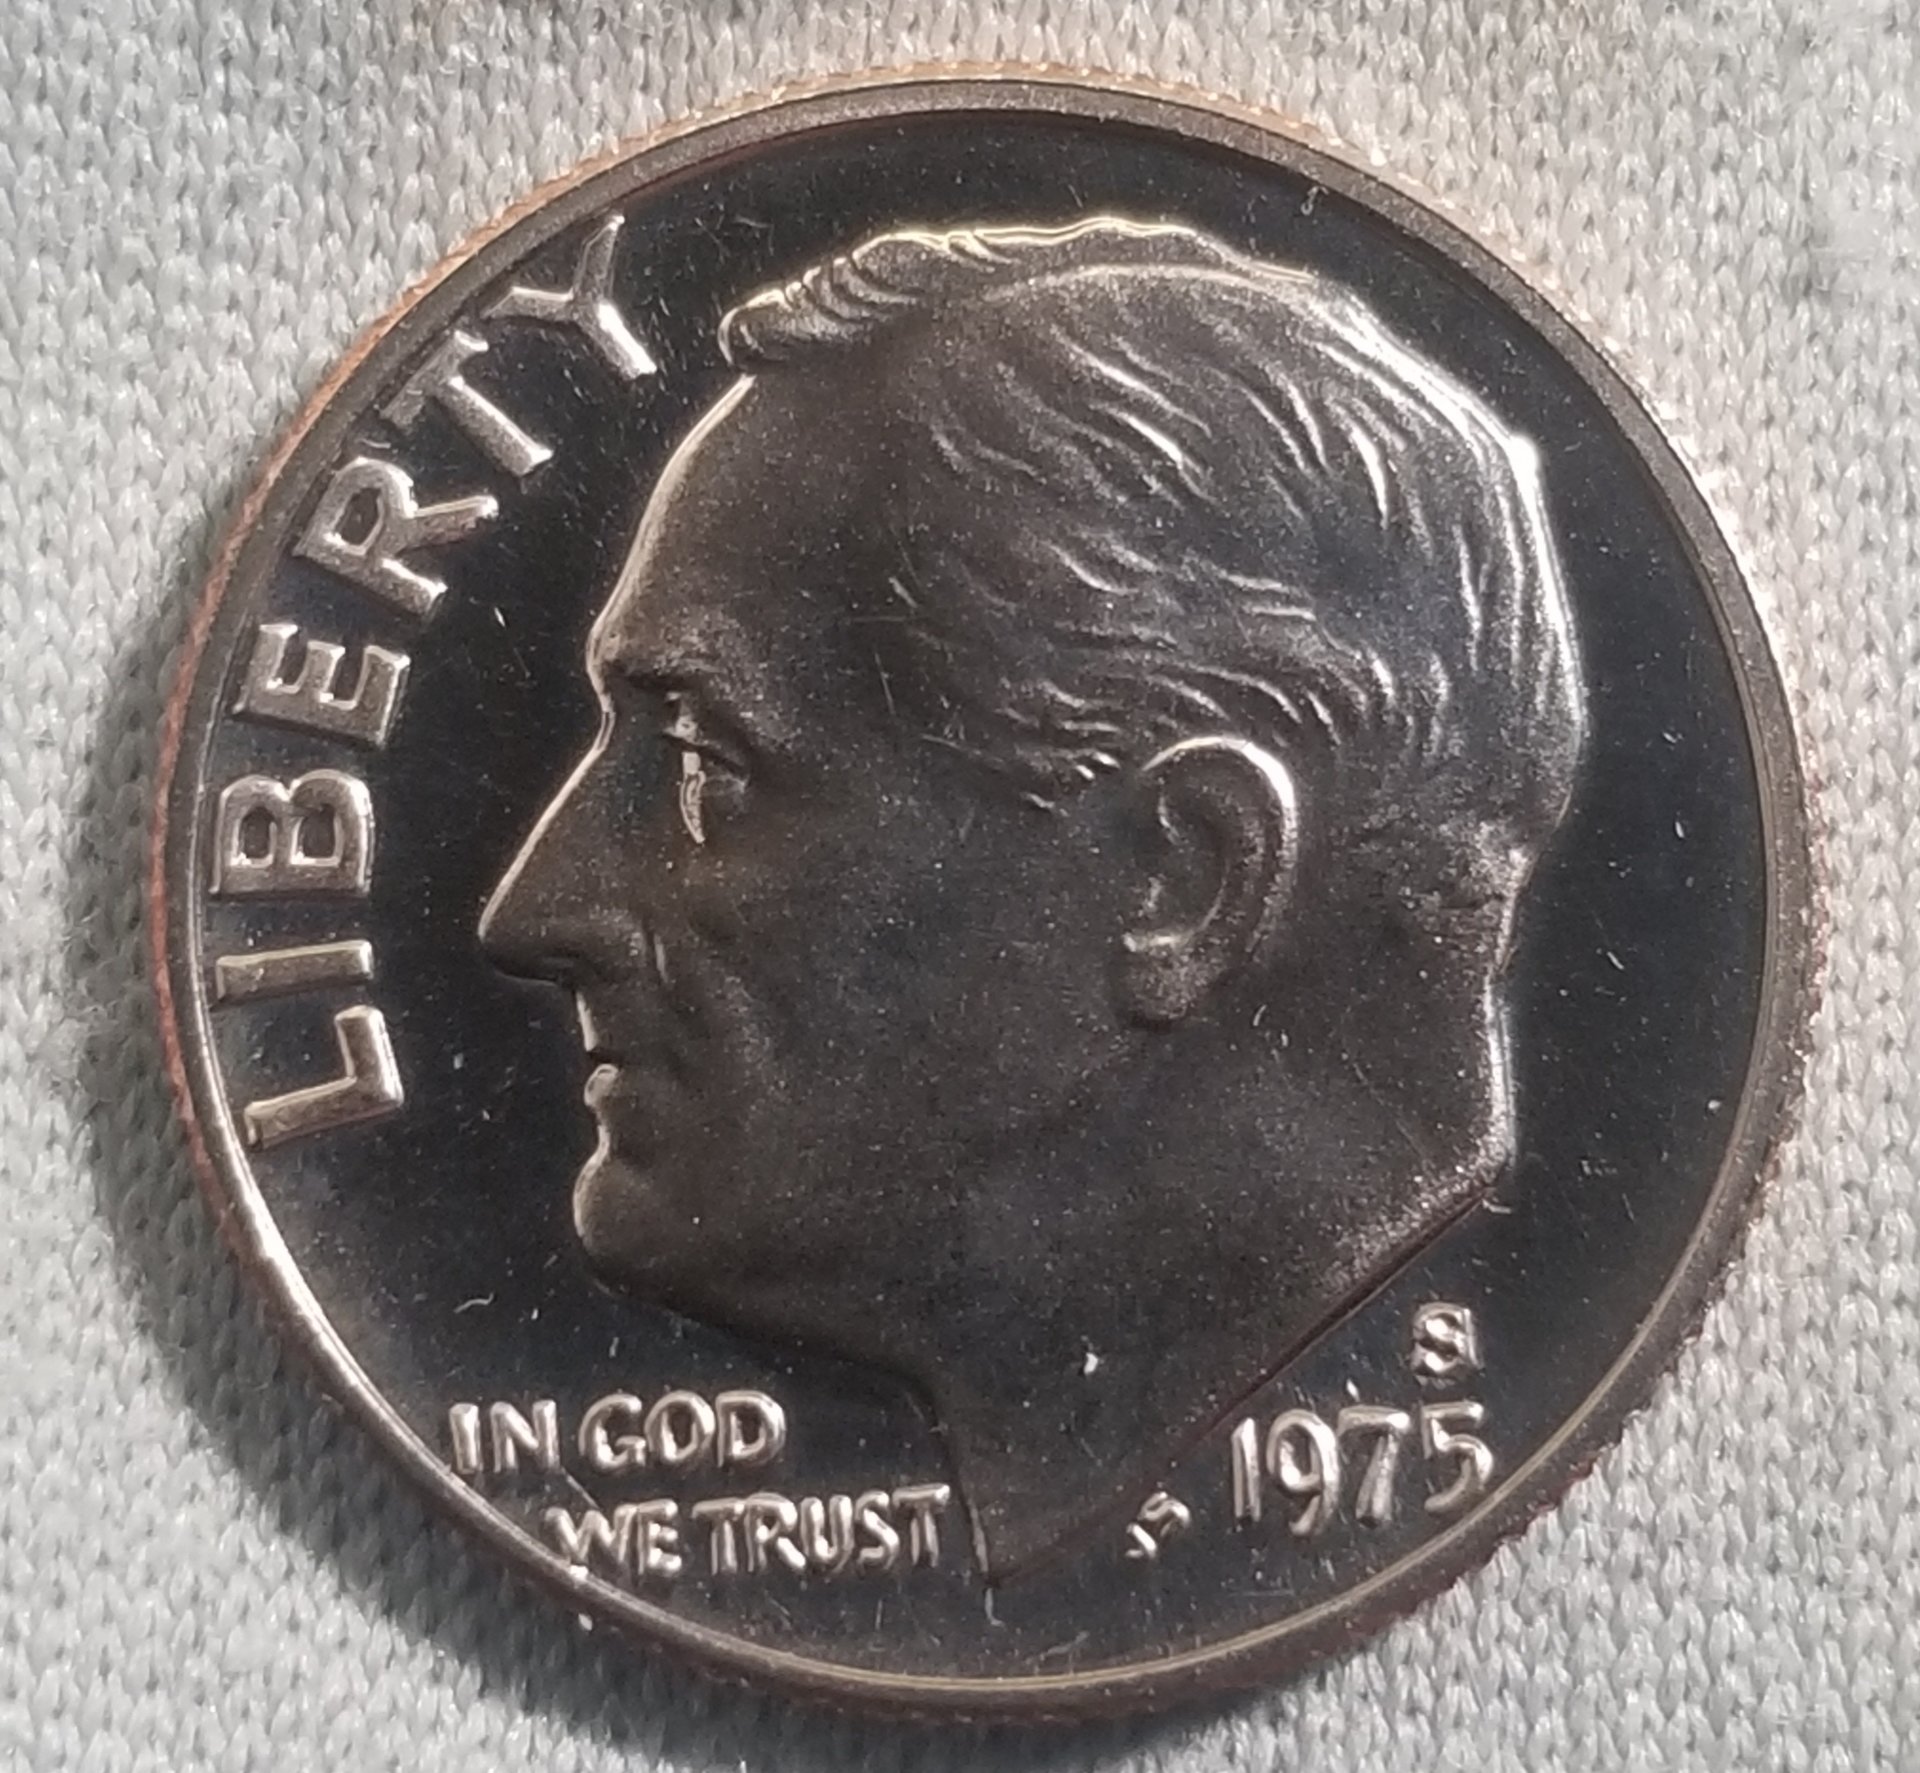 LIBERTY
IN GOD
WE TRUST
S
1975
JS